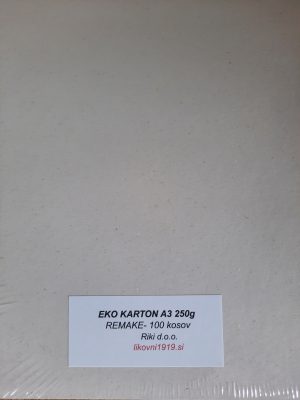 EKO KARTON A3 250g
REMAKE- 100 kosov
Riki d.o.o.
likovni1919.si